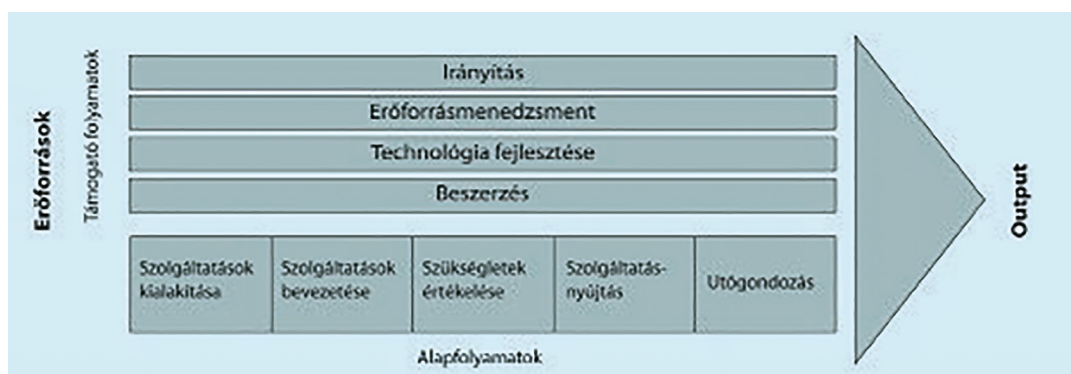 Erőforrások
Támogató folyamatok
Irányítás
Erőforrásmenedzsment
Technológia fejlesztése
Beszerzés
Szolgáltatások
kialakítása
Szolgáltatások
bevezetése
Szükségletek
értékelése
Szolgáltatás-
nyújtás
Utógondozás
Alapfolyamatok
Output